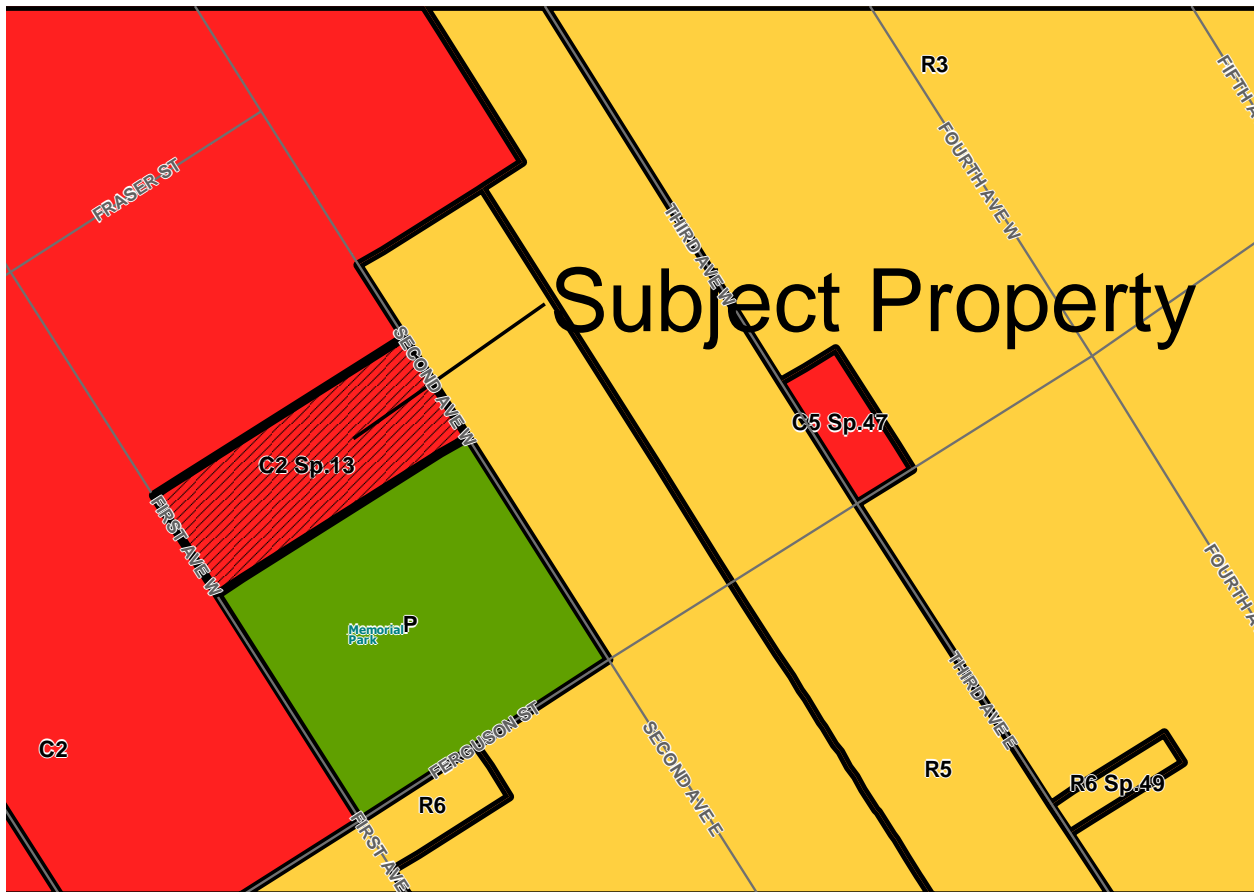 R3
FIFTH A
FOURTH AVE W
FRASER ST
THIRD AVE W
Subject Property
SECOND AVE W
C5 Sp.47
C2 Sp.13
FIRST AVE W
FOURTH A
Memorial
Park
P
THIRD AVE E
FERGUSON ST
SECOND AVE E
C2
R5
R6 Sp.49
R6
FIRST AVE